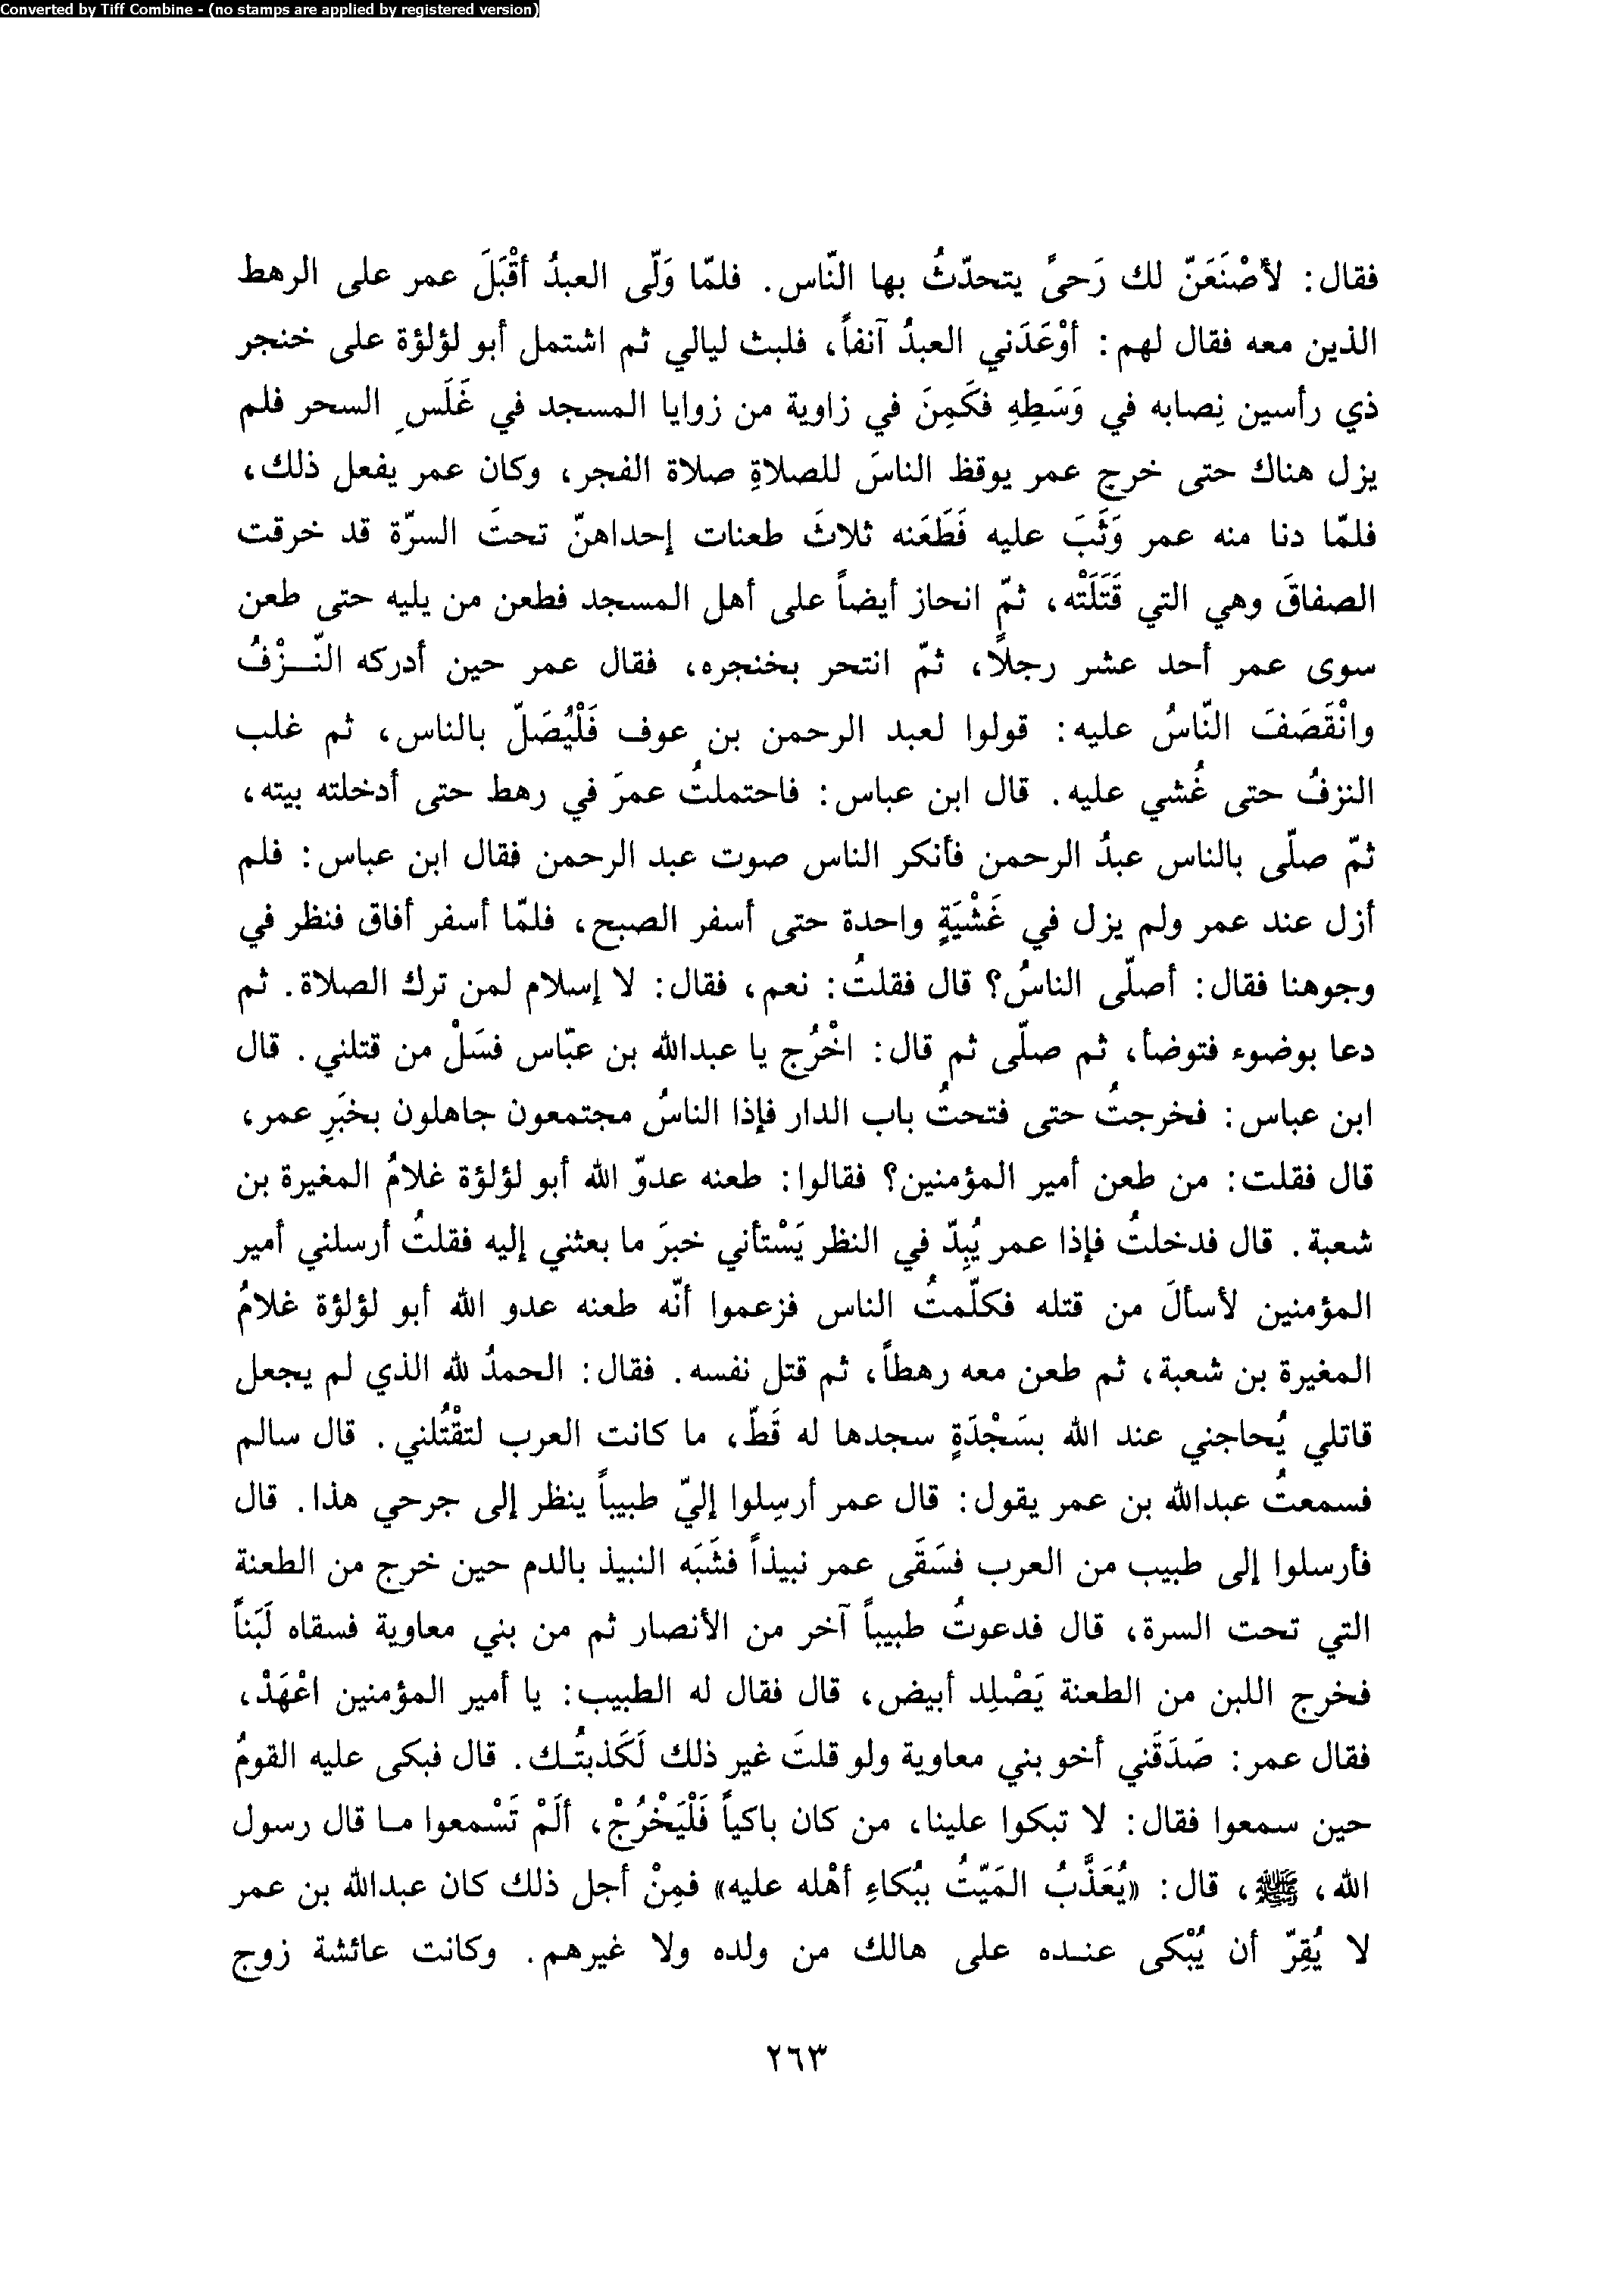 Converted by Tiff Combine - (no stamps are applied by registered version)
فقال: لأصْنَعَنّ لك رَحىً يتحدّثُ بها النّاس. فلمّا وَلّى العبدُ أقْبَلَ عمر على الرهط
الذين معه فقال لهم: أوْعَدَني العبدُ آنفاً، فلبث ليالي ثم اشتمل أبو لؤلؤة على خنجر
ذي رأسين نِصابه في وَسَطِهِ فكَمِنَ في زاوية من زوايا المسجد في غَلَسِ السحر فلم
يزل هناك حتى خرج عمر يوقظ الناسَ للصلاةِ صلاة الفجر، وكان عمر يفعل ذلك،
فلمّا دنا منه عمر وَثَبَ عليه فَطَعَنه ثلاثَ طعنات إحداهنّ تحتَ السرّة قد خرقت
الصفاقَ وهي التي قَتَلَتْه، ثمّ انحاز أيضاً على أهل المسجد فطعن من يليه حتى طعن
سوى عمر أحد عشر رجلاً، ثمّ انتحر بخنجره، فقال عمر حين أدركه النّزْفُ
وانْقَصَفَ النّاسُ عليه: قولوا لعبد الرحمن بن عوف فَلْيُصَلّ بالناس، ثم غلب
النزفُ حتى غُشي عليه. قال ابن عباس: فاحتملتُ عمرَ في رهط حتى أدخلته بيته،
ثمّ صلّى بالناس عبدُ الرحمن فأنكر الناس صوت عبد الرحمن فقال ابن عباس: فلم
أزل عند عمر ولم يزل في غَشْيَةٍ واحدة حتى أسفر الصبح، فلمّا أسفر أفاق فنظر في
وجوهنا فقال: أصلّى الناسُ؟ قال فقلتُ: نعم، فقال: لا إسلام لمن ترك الصلاة. ثم
دعا بوضوء فتوضأ، ثم صلّى ثم قال: اخْرُج يا عبدالله بن عبّاس فسَلْ من قتلني. قال
ابن عباس: فخرجتُ حتى فتحتُ باب الدار فإذا الناسُ مجتمعون جاهلون بخبَرِ عمر،
قال فقلت: من طعن أمير المؤمنين؟ فقالوا: طعنه عدوّ الله أبو لؤلؤة غلامُ المغيرة بن
شعبة. قال فدخلتُ فإذا عمر يُبِدّ في النظر يَسْتأني خبرَ ما بعثني إليه فقلتُ أرسلني أمير
المؤمنين لأسألَ من قتله فكلّمتُ الناس فزعموا أنّه طعنه عدو الله أبو لؤلؤة غلامُ
المغيرة بن شعبة، ثم طعن معه رهطاً، ثم قتل نفسه. فقال: الحمدُ لله الذي لم يجعل
قاتلي يُحاجني عند الله بسَجْدَةٍ سجدها له قَطّ، ما كانت العرب لتقْتُلني. قال سالم
فسمعتُ عبدالله بن عمر يقول: قال عمر أرسِلوا إليّ طبيباً ينظر إلى جرحي هذا. قال
فأرسلوا إلى طبيب من العرب فسَقَى عمر نبيذاً فشَبَه النبيذ بالدم حين خرج من الطعنة
التي تحت السرة، قال فدعوتُ طبيباً آخر من الأنصار ثم من بني معاوية فسقاه لَبَناً
فخرج اللبن من الطعنة يَصْلِد أبيض، قال فقال له الطبيب: يا أمير المؤمنين اعْهَدْ،
فقال عمر: صَدَقَني أخو بني معاوية ولو قلتَ غير ذلك لَكَذبتُك. قال فبكى عليه القومُ
حين سمعوا فقال: لا تبكوا علينا، من كان باكياً فَلْيَخْرُجْ، ألَمْ تَسْمعوا ما قال رسول
الله، ﷺ، قال: «يُعَذَّبُ المَيّتُ ببُكاءِ أهْله عليه» فمِنْ أجل ذلك كان عبدالله بن عمر
لا يُقِرّ أن يُبْكى عنده على هالك من ولده ولا غيرهم. وكانت عائشة زوج
٢٦٣